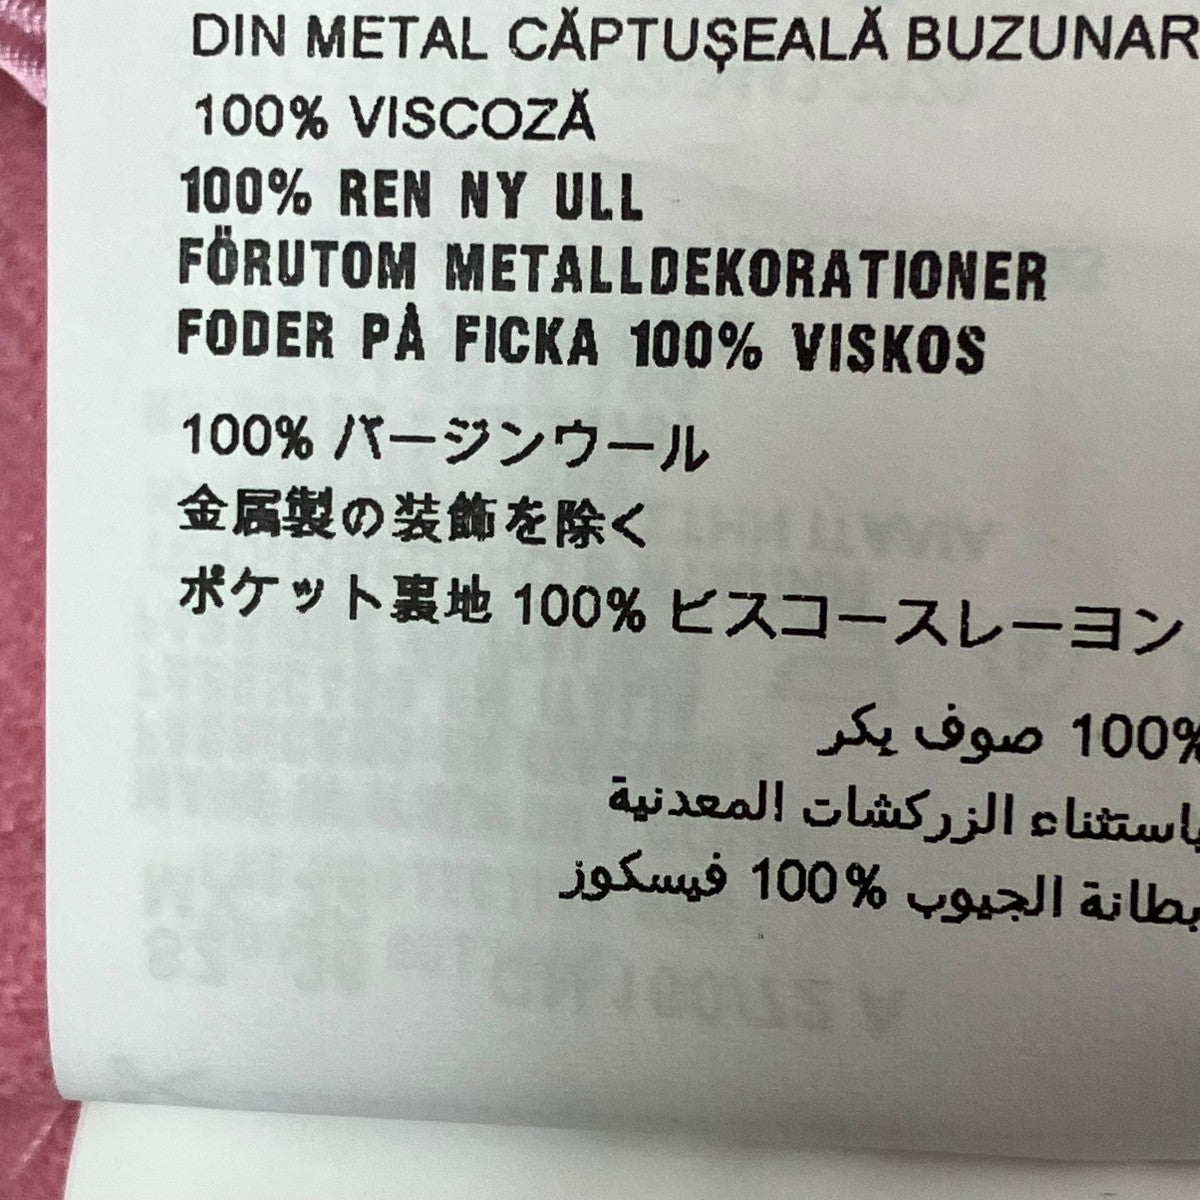 DIN METAL CĂPTUŞEALĂ BUZUNAR
100% VISCOZĂ
100% REN NY ULL
FÖRUTOM METALLDEKORATIONER
FODER PÅ FICKA 100% VISKOS
100% バージンウール
金属製の装飾を除く
ポケット裏地 100% ビスコースレーヨン
100% صوف بكر
باستثناء الزركشات المعدنية
بطانة الجيوب 100% فيسكوز